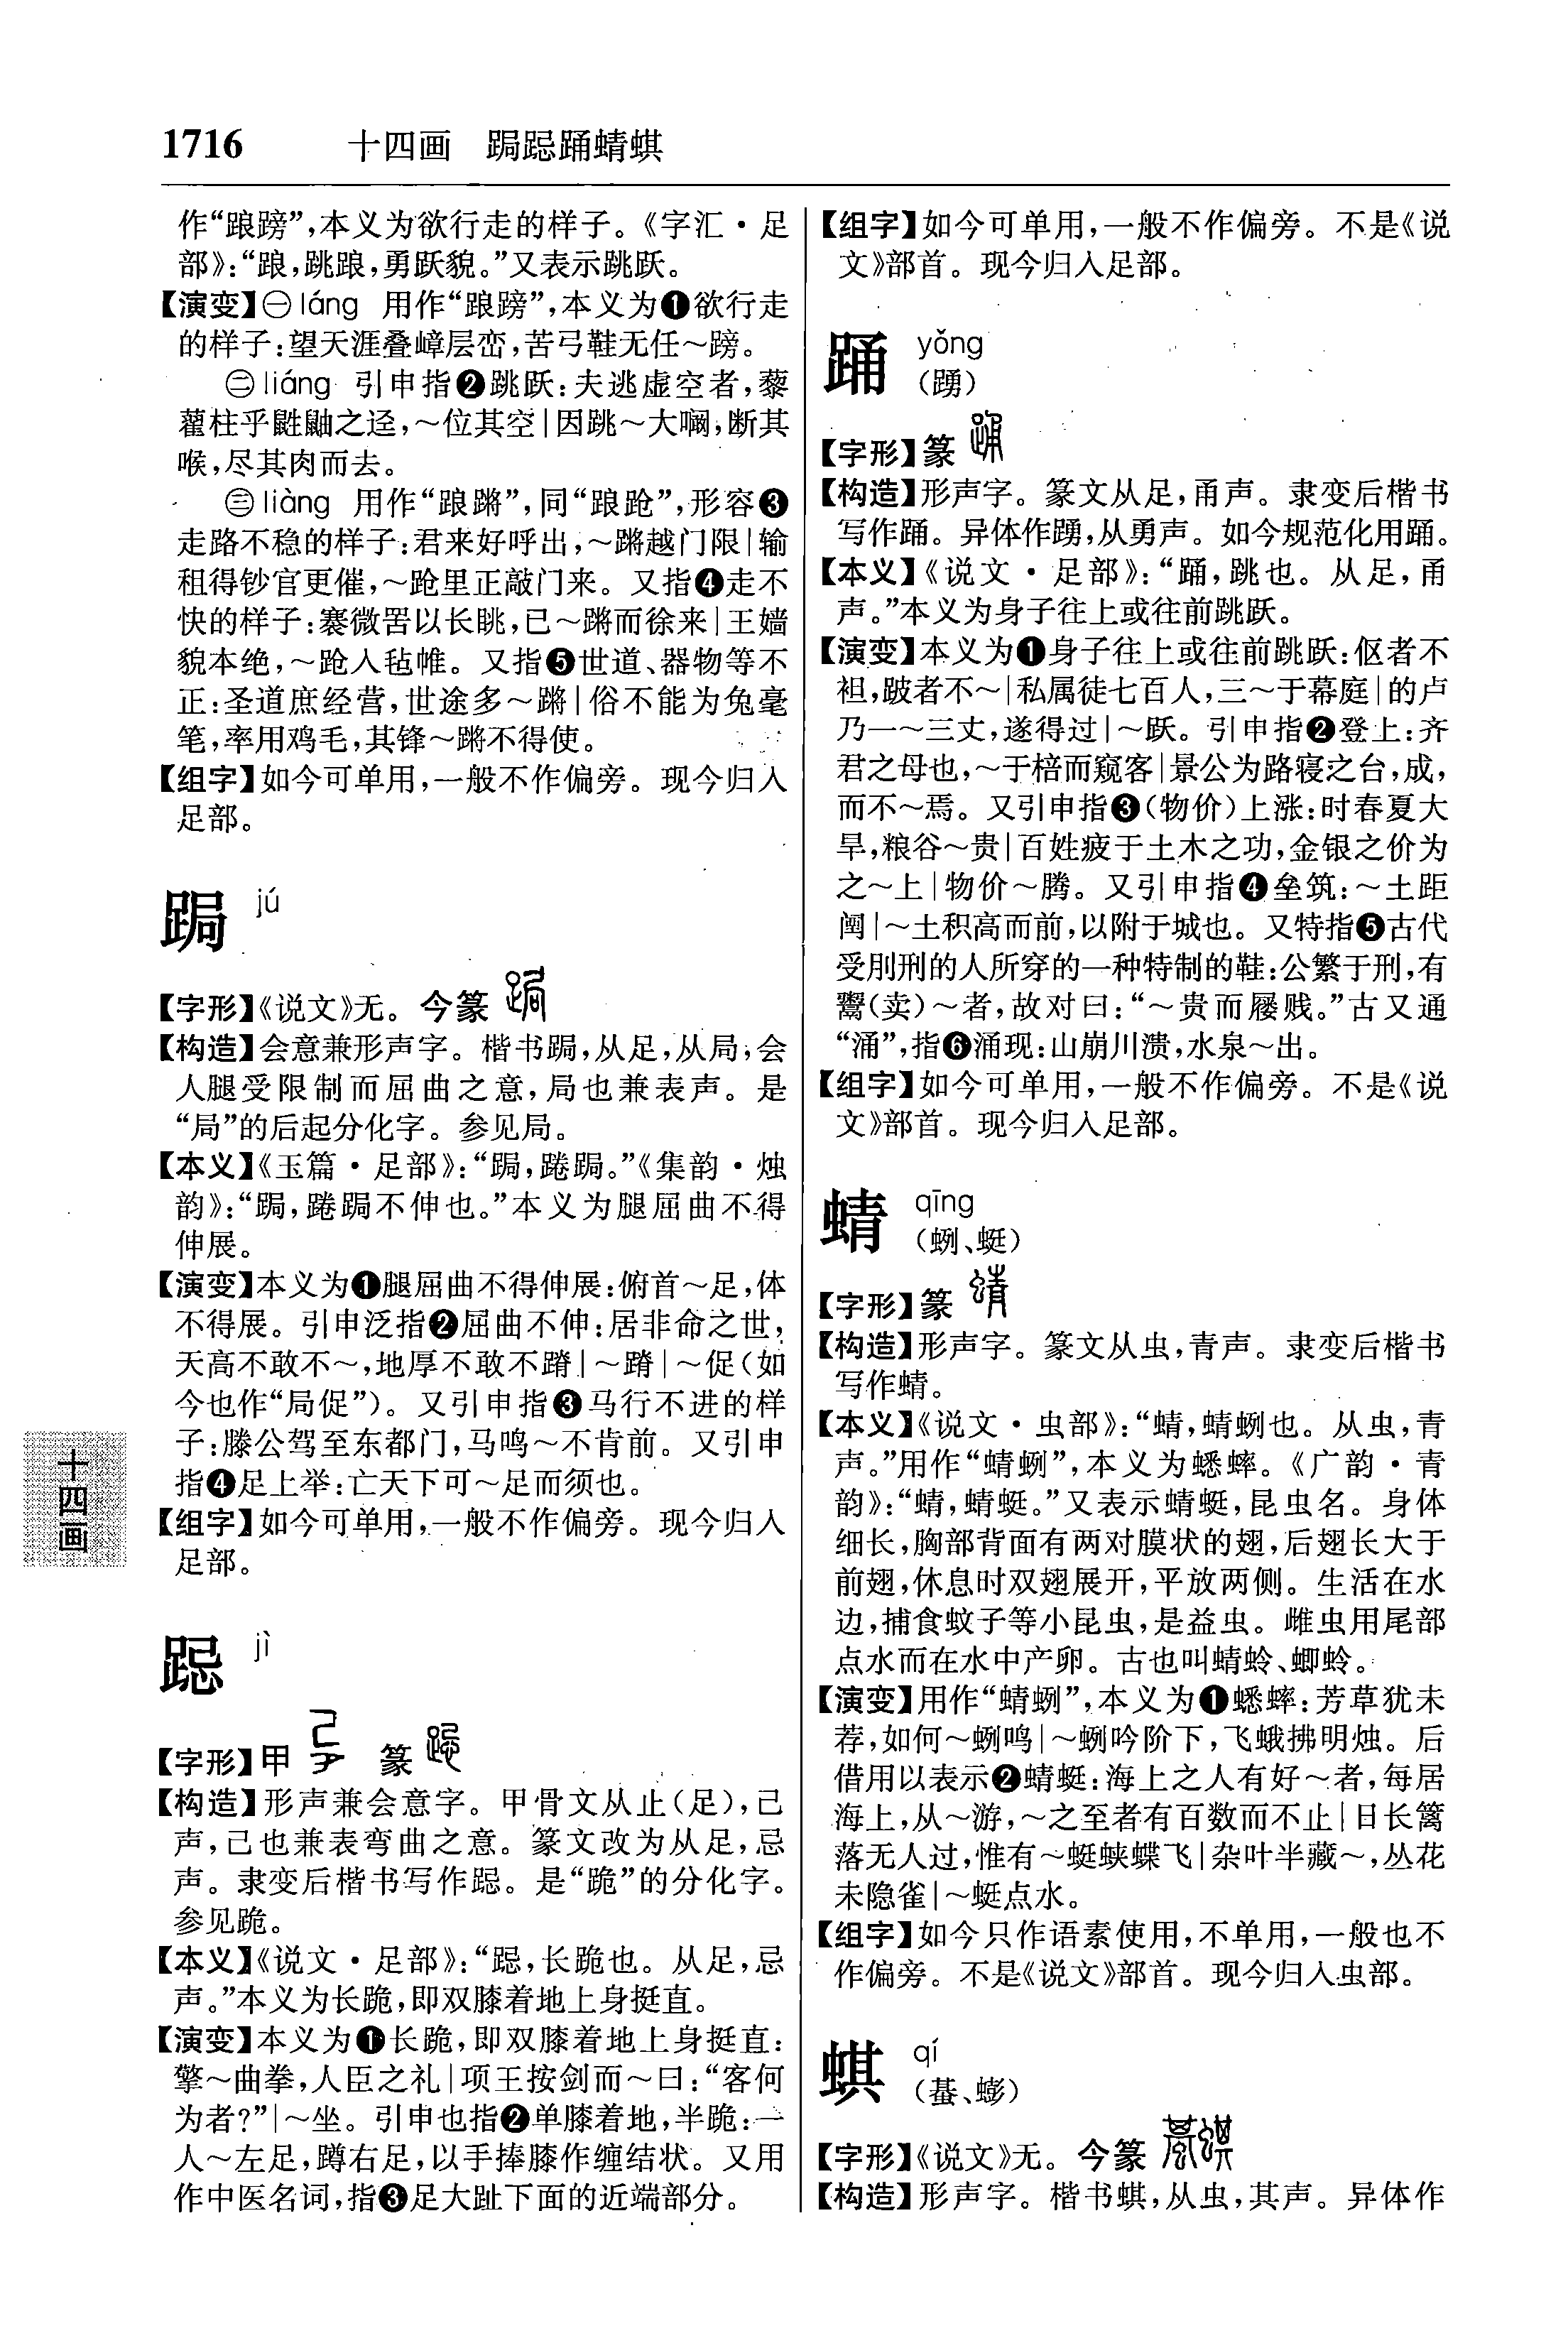 1716 十四画 跼跽踊蜻蜞
作“踉蹡”,本义为欲行走的样子。《字汇·足
部》:“踉,跳踉,勇跃貌。”又表示跳跃。
【演变】㊀láng 用作“踉蹡”,本义为❶欲行走
的样子:望天涯叠嶂层峦,苦弓鞋无任～蹡。
㊁liáng 引申指❷跳跃:夫逃虚空者,藜
藿柱乎鼪鼬之迳,～位其空|因跳～大㘎,断其
喉,尽其肉而去。
㊂liàng 用作“踉蹡”,同“踉跄”,形容❸
走路不稳的样子:君来好呼出,～蹡越门限|输
租得钞官更催,～跄里正敲门来。又指❹走不
快的样子:褰微罟以长眺,已～蹡而徐来|王嫱
貌本绝,～跄入毡帷。又指❺世道、器物等不
正:圣道庶经营,世途多～蹡|俗不能为兔毫
笔,率用鸡毛,其锋～蹡不得使。
【组字】如今可单用,一般不作偏旁。现今归入
足部。
跼 jú
【字形】《说文》无。今篆
【构造】会意兼形声字。楷书跼,从足,从局,会
人腿受限制而屈曲之意,局也兼表声。是
“局”的后起分化字。参见局。
【本义】《玉篇·足部》:“跼,踡跼。”《集韵·烛
韵》:“跼,踡跼不伸也。”本义为腿屈曲不得
伸展。
【演变】本义为❶腿屈曲不得伸展:俯首～足,体
不得展。引申泛指❷屈曲不伸:居非命之世,
天高不敢不～,地厚不敢不蹐|～蹐|～促(如
今也作“局促”)。又引申指❸马行不进的样
子:滕公驾至东都门,马鸣～不肯前。又引申
指❹足上举:亡天下可～足而须也。
【组字】如今可单用,一般不作偏旁。现今归入
足部。
跽 jì
【字形】甲 篆
【构造】形声兼会意字。甲骨文从止(足),己
声,己也兼表弯曲之意。篆文改为从足,忌
声。隶变后楷书写作跽。是“跪”的分化字。
参见跪。
【本义】《说文·足部》:“跽,长跪也。从足,忌
声。”本义为长跪,即双膝着地上身挺直。
【演变】本义为❶长跪,即双膝着地上身挺直:
擎～曲拳,人臣之礼|项王按剑而～曰:“客何
为者?”|～坐。引申也指❷单膝着地,半跪:一
人～左足,蹲右足,以手捧膝作缠结状。又用
作中医名词,指❸足大趾下面的近端部分。
【组字】如今可单用,一般不作偏旁。不是《说
文》部首。现今归入足部。
踊 yǒng
(踴)
【字形】篆
【构造】形声字。篆文从足,甬声。隶变后楷书
写作踊。异体作踴,从勇声。如今规范化用踊。
【本义】《说文·足部》:“踊,跳也。从足,甬
声。”本义为身子往上或往前跳跃。
【演变】本义为❶身子往上或往前跳跃:伛者不
袒,跛者不～|私属徒七百人,三～于幕庭|的卢
乃一～三丈,遂得过|～跃。引申指❷登上:齐
君之母也,～于棓而窥客|景公为路寝之台,成,
而不～焉。又引申指❸(物价)上涨:时春夏大
旱,粮谷～贵|百姓疲于土木之功,金银之价为
之～上|物价～腾。又引申指❹垒筑:～土距
闉|～土积高而前,以附于城也。又特指❺古代
受刖刑的人所穿的一种特制的鞋:公繁于刑,有
鬻(卖)～者,故对曰:“～贵而屦贱。”古又通
“涌”,指❻涌现:山崩川溃,水泉～出。
【组字】如今可单用,一般不作偏旁。不是《说
文》部首。现今归入足部。
蜻 qīng
(蛚、蜓)
【字形】篆
【构造】形声字。篆文从虫,青声。隶变后楷书
写作蜻。
【本义】《说文·虫部》:“蜻,蜻蛚也。从虫,青
声。”用作“蜻蛚”,本义为蟋蟀。《广韵·青
韵》:“蜻,蜻蜓。”又表示蜻蜓,昆虫名。身体
细长,胸部背面有两对膜状的翅,后翅长大于
前翅,休息时双翅展开,平放两侧。生活在水
边,捕食蚊子等小昆虫,是益虫。雌虫用尾部
点水而在水中产卵。古也叫蜻蛉、蝍蛉。
【演变】用作“蜻蛚”,本义为❶蟋蟀:芳草犹未
荐,如何～蛚鸣|～蛚吟阶下,飞蛾拂明烛。后
借用以表示❷蜻蜓:海上之人有好～者,每居
海上,从～游,～之至者有百数而不止|日长篱
落无人过,惟有～蜓蛱蝶飞|杂叶半藏～,丛花
未隐雀|～蜓点水。
【组字】如今只作语素使用,不单用,一般也不
作偏旁。不是《说文》部首。现今归入虫部。
蜞 qí
(蜝、蟛)
【字形】《说文》无。今篆
【构造】形声字。楷书蜞,从虫,其声。异体作
十四画